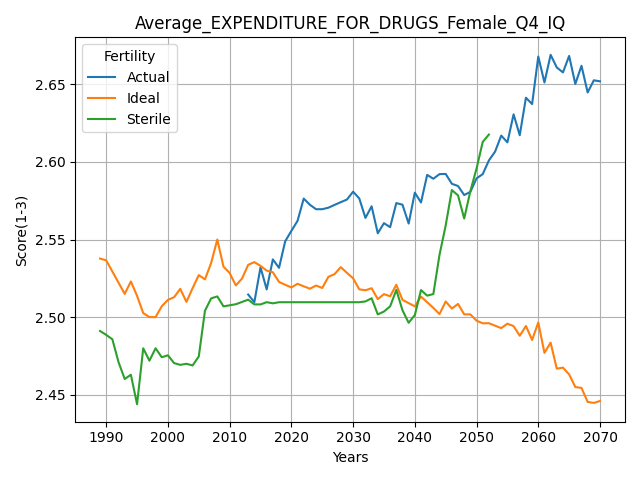 Average_EXPENDITURE_FOR_DRUGS_Female_Q4_IQ
Fertility
Actual
Ideal
Sterile
Score(1-3)
2.65
2.60
2.55
2.50
2.45
1990 2000 2010 2020 2030 2040 2050 2060 2070
Years